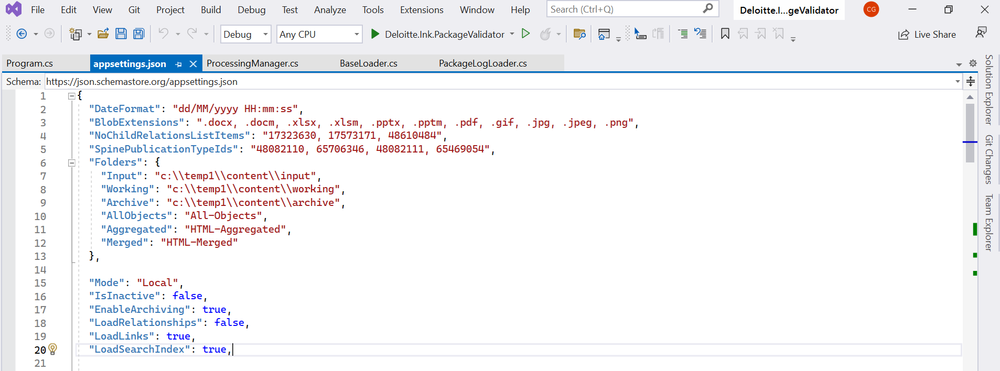 File Edit View Git Project Build Debug Test Analyze Tools Extensions Window Help Search (Ctrl+Q) Deloitte.I...geValidator CG
Debug Any CPU Deloitte.Ink.PackageValidator Live Share
Program.cs appsettings.json ProcessingManager.cs BaseLoader.cs PackageLogLoader.cs
Schema: https://json.schemastore.org/appsettings.json
1 {
2 "DateFormat": "dd/MM/yyyy HH:mm:ss",
3 "BlobExtensions": ".docx, .docm, .xlsx, .xlsm, .pptx, .pptm, .pdf, .gif, .jpg, .jpeg, .png",
4 "NoChildRelationsListItems": "17323630, 17573171, 48610484",
5 "SpinePublicationTypeIds": "48082110, 65706346, 48082111, 65469054",
6 "Folders": {
7 "Input": "c:\\temp1\\content\\input",
8 "Working": "c:\\temp1\\content\\working",
9 "Archive": "c:\\temp1\\content\\archive",
10 "AllObjects": "All-Objects",
11 "Aggregated": "HTML-Aggregated",
12 "Merged": "HTML-Merged"
13 },
14
15 "Mode": "Local",
16 "IsInactive": false,
17 "EnableArchiving": true,
18 "LoadRelationships": false,
19 "LoadLinks": true,
20 "LoadSearchIndex": true,
21
Solution Explorer
Git Changes
Team Explorer